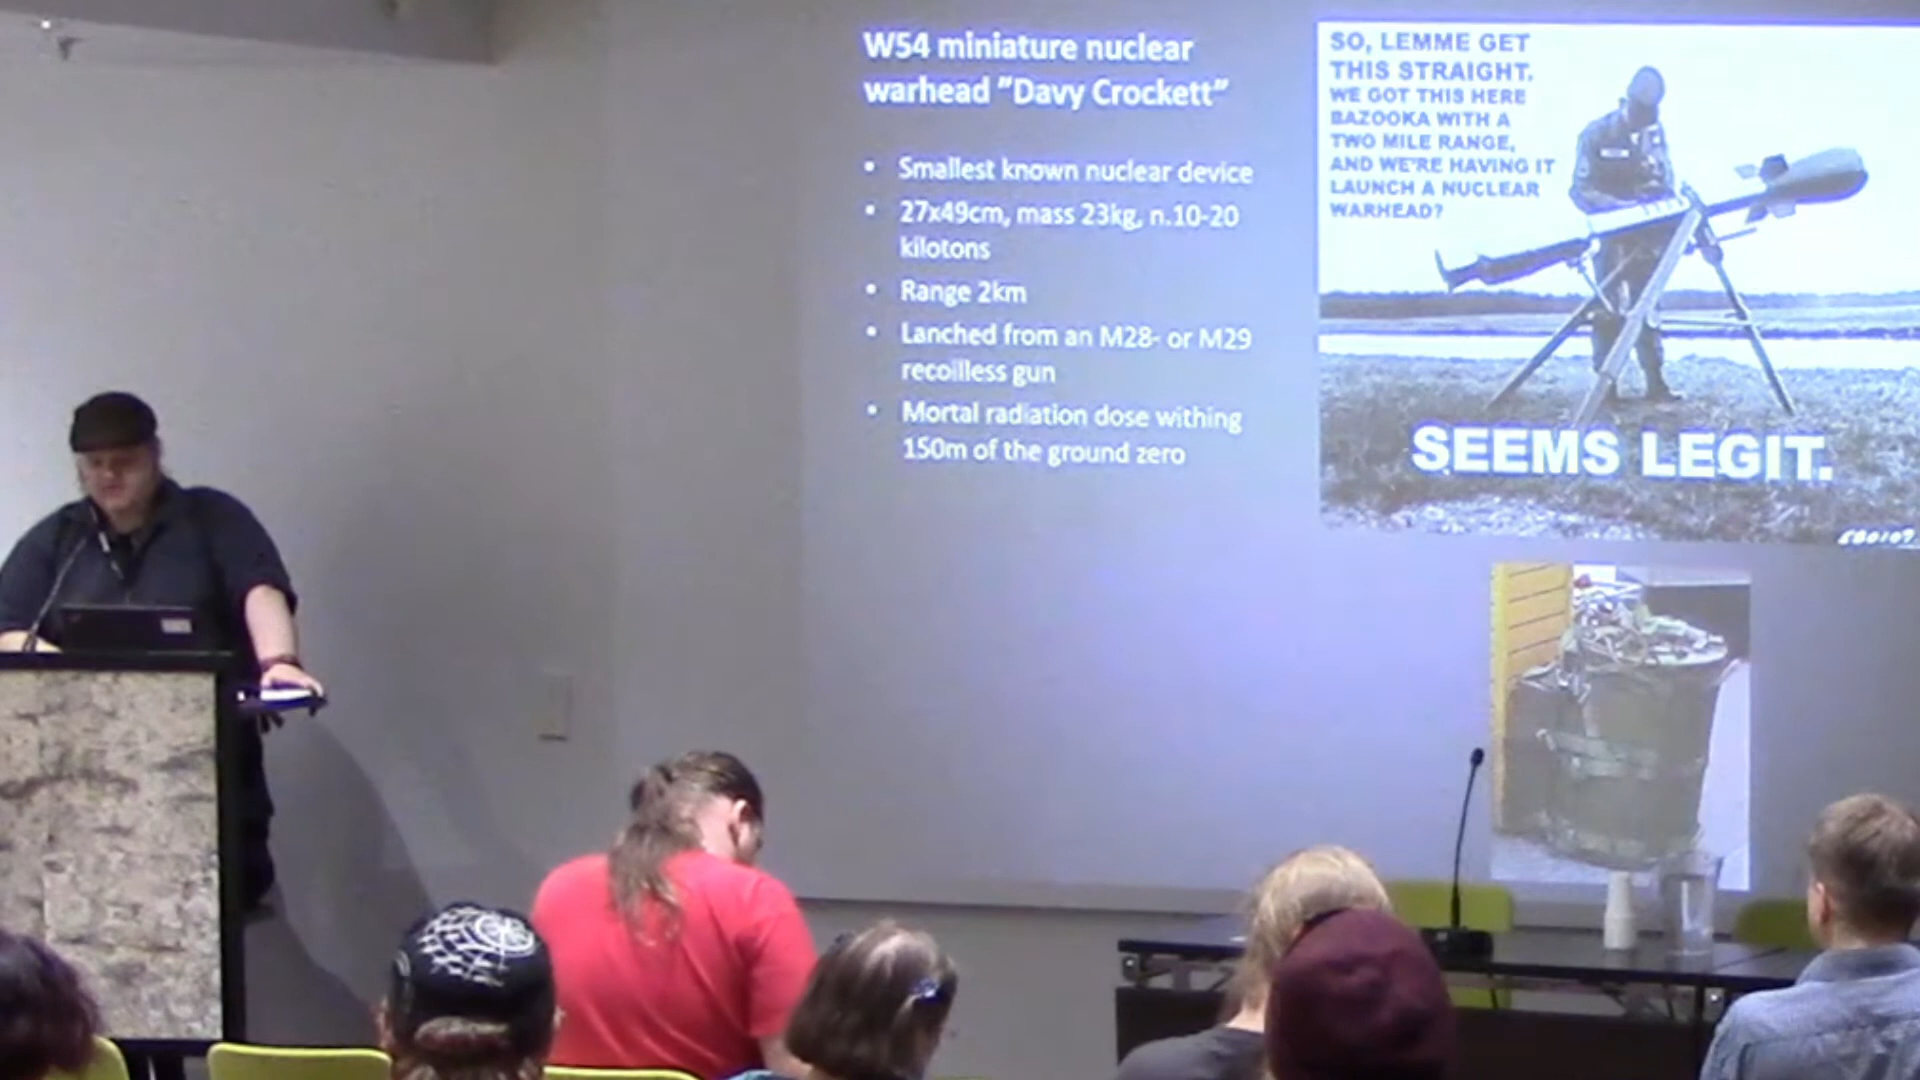 W54 miniature nuclear
warhead "Davy Crockett"
• Smallest known nuclear device
• 27x49cm, mass 23kg, n.10-20
kilotons
• Range 2km
• Lanched from an M28- or M29
recoilless gun
• Mortal radiation dose withing
150m of the ground zero
SO, LEMME GET
THIS STRAIGHT.
WE GOT THIS HERE
BAZOOKA WITH A
TWO MILE RANGE,
AND WE'RE HAVING IT
LAUNCH A NUCLEAR
WARHEAD?
SEEMS LEGIT.